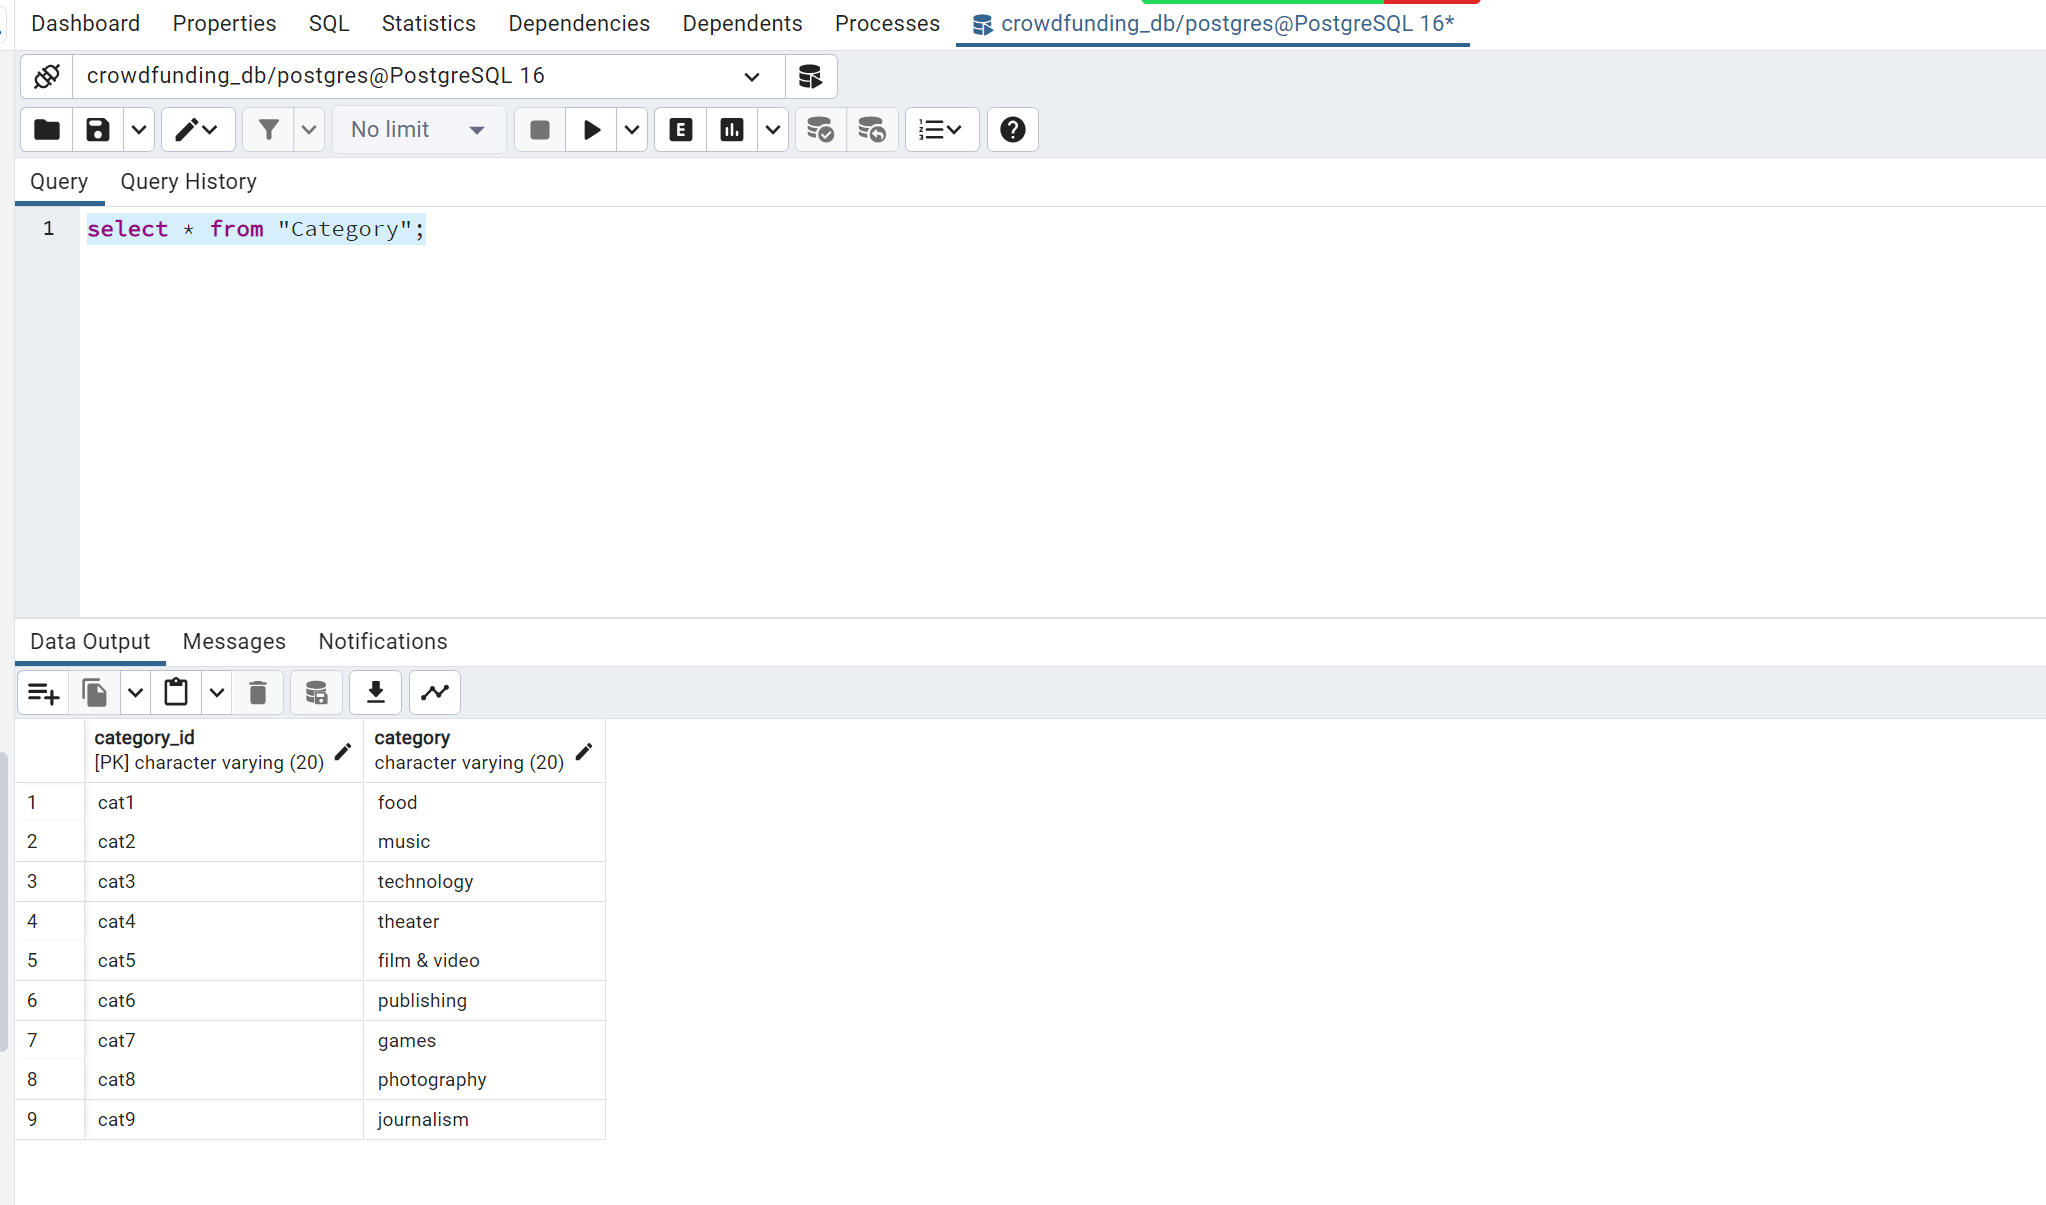 Dashboard Properties SQL Statistics Dependencies Dependents Processes crowdfunding_db/postgres@PostgreSQL 16*
crowdfunding_db/postgres@PostgreSQL 16
No limit E
Query Query History
1 select * from "Category";
Data Output Messages Notifications
category_id category
[PK] character varying (20) character varying (20)
1 cat1 food
2 cat2 music
3 cat3 technology
4 cat4 theater
5 cat5 film & video
6 cat6 publishing
7 cat7 games
8 cat8 photography
9 cat9 journalism